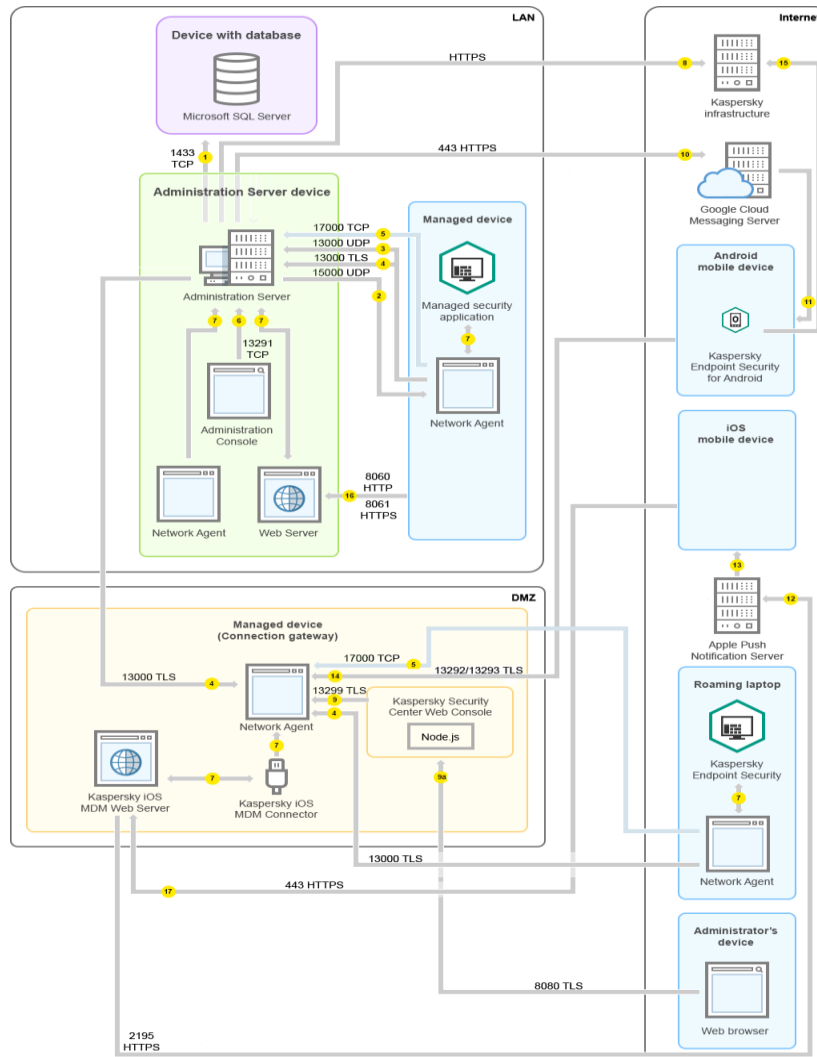 LAN
Internet
Device with database
Microsoft SQL Server
1433
TCP
1
HTTPS
8
15
Kaspersky
infrastructure
443 HTTPS
10
Google Cloud
Messaging Server
Administration Server device
Administration Server
17000 TCP
5
13000 UDP
3
13000 TLS
4
15000 UDP
2
Managed device
Managed security
application
7
Network Agent
7
6
7
13291
TCP
Administration
Console
Network Agent
Web Server
8060
HTTP
16
8061
HTTPS
Android
mobile device
11
Kaspersky
Endpoint Security
for Android
iOS
mobile device
13
12
Apple Push
Notification Server
DMZ
Managed device
(Connection gateway)
13000 TLS
4
Network Agent
17000 TCP
5
14
13292/13293 TLS
13299 TLS
9
4
Kaspersky Security
Center Web Console
Node.js
7
7
Kaspersky iOS
MDM Web Server
Kaspersky iOS
MDM Connector
9a
13000 TLS
17
443 HTTPS
Roaming laptop
Kaspersky
Endpoint Security
7
Network Agent
Administrator's
device
Web browser
8080 TLS
2195
HTTPS